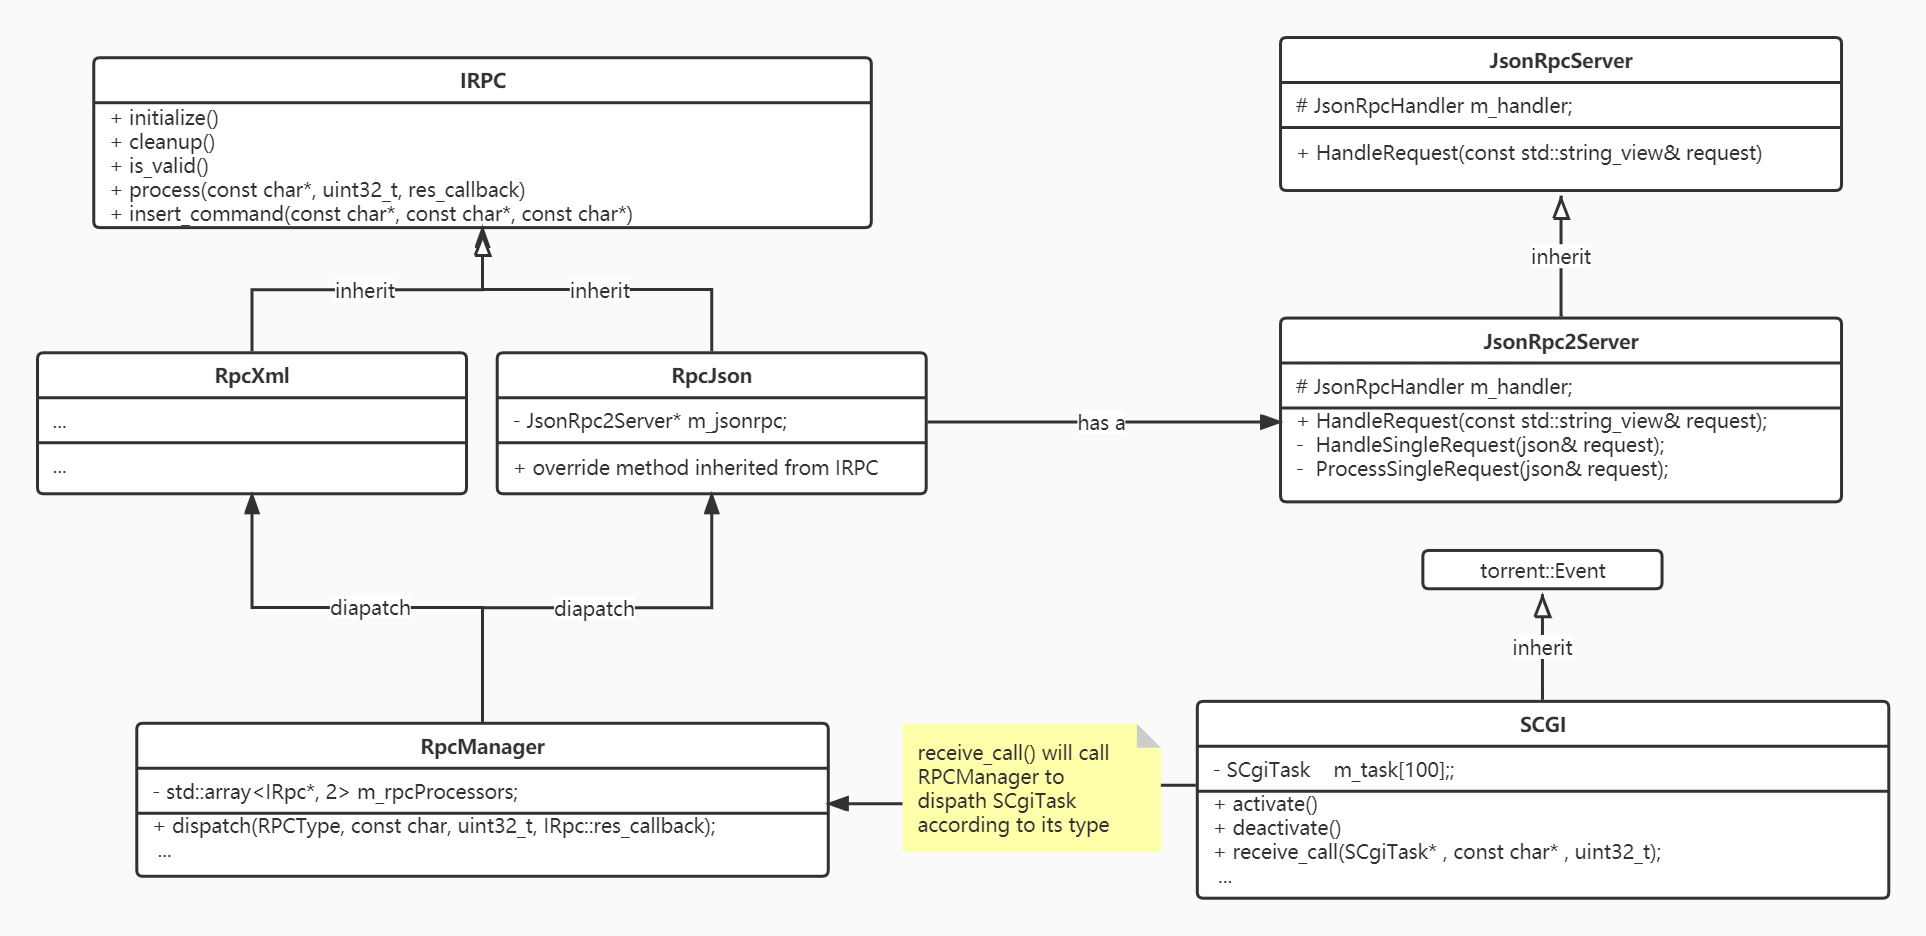 IRPC
+ initialize()
+ cleanup()
+ is_valid()
+ process(const char*, uint32_t, res_callback)
+ insert_command(const char*, const char*, const char*)
JsonRpcServer
# JsonRpcHandler m_handler;
+ HandleRequest(const std::string_view& request)
inherit
inherit
inherit
RpcXml
...
...
RpcJson
- JsonRpc2Server* m_jsonrpc;
+ override method inherited from IRPC
has a
JsonRpc2Server
# JsonRpcHandler m_handler;
+ HandleRequest(const std::string_view& request);
- HandleSingleRequest(json& request);
- ProcessSingleRequest(json& request);
diapatch
diapatch
torrent::Event
inherit
RpcManager
- std::array<IRpc*, 2> m_rpcProcessors;
+ dispatch(RPCType, const char, uint32_t, IRpc::res_callback);
...
receive_call() will call
RPCManager to
dispath SCgiTask
according to its type
SCGI
- SCgiTask m_task[100];;
+ activate()
+ deactivate()
+ receive_call(SCgiTask* , const char* , uint32_t);
...